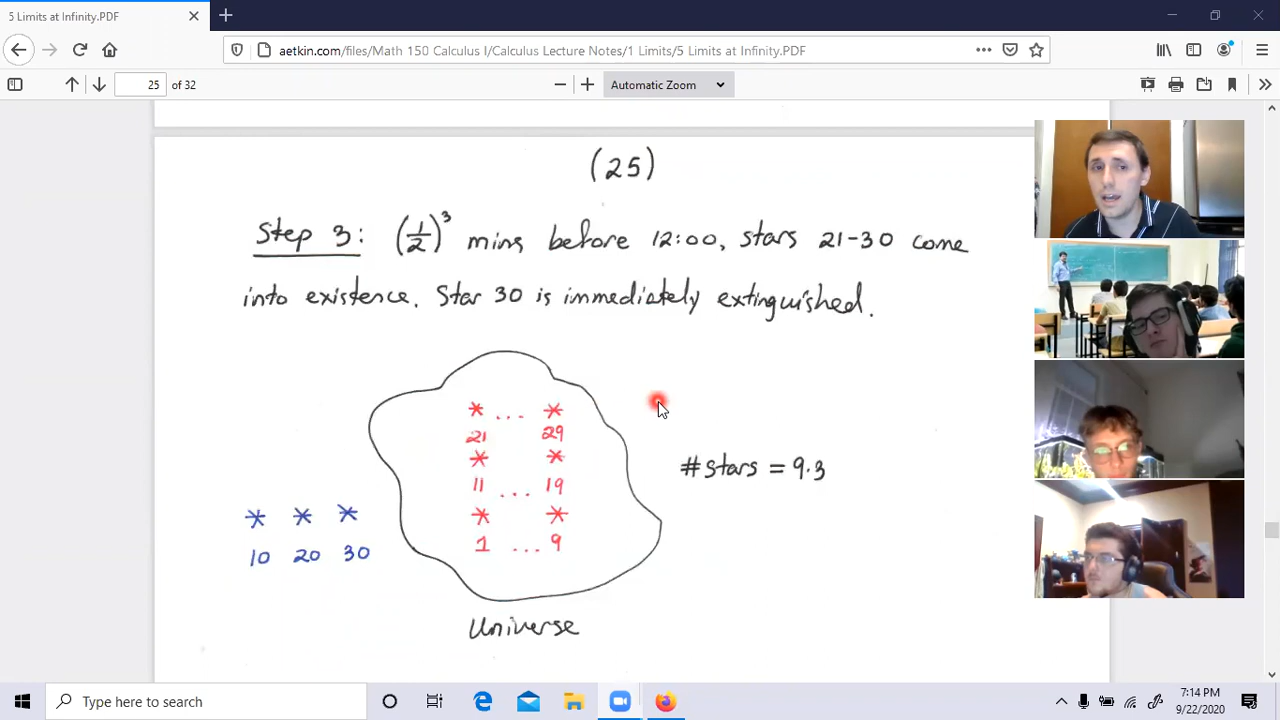 5 Limits at Infinity.PDF
aetkin.com/files/Math 150 Calculus I/Calculus Lecture Notes/1 Limits/5 Limits at Infinity.PDF
25 of 32
Automatic Zoom
(25)
Step 3: (1/2)^3 mins before 12:00, stars 21-30 come
into existence. Star 30 is immediately extinguished.
* ... *
21 29
* *
11 ... 19
* *
1 ... 9
#stars = 9·3
* * *
10 20 30
Universe
Type here to search
7:14 PM
9/22/2020